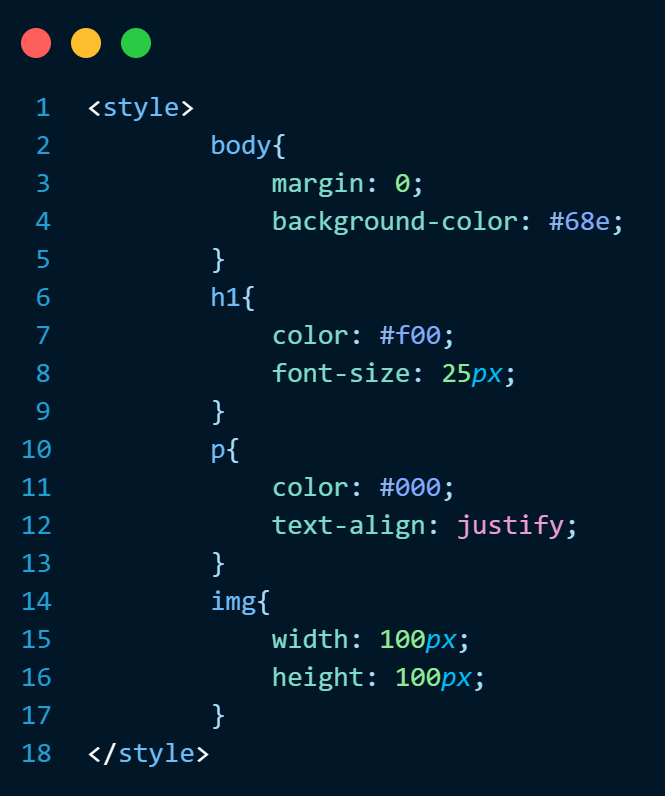 1 <style>
2 body{
3 margin: 0;
4 background-color: #68e;
5 }
6 h1{
7 color: #f00;
8 font-size: 25px;
9 }
10 p{
11 color: #000;
12 text-align: justify;
13 }
14 img{
15 width: 100px;
16 height: 100px;
17 }
18 </style>